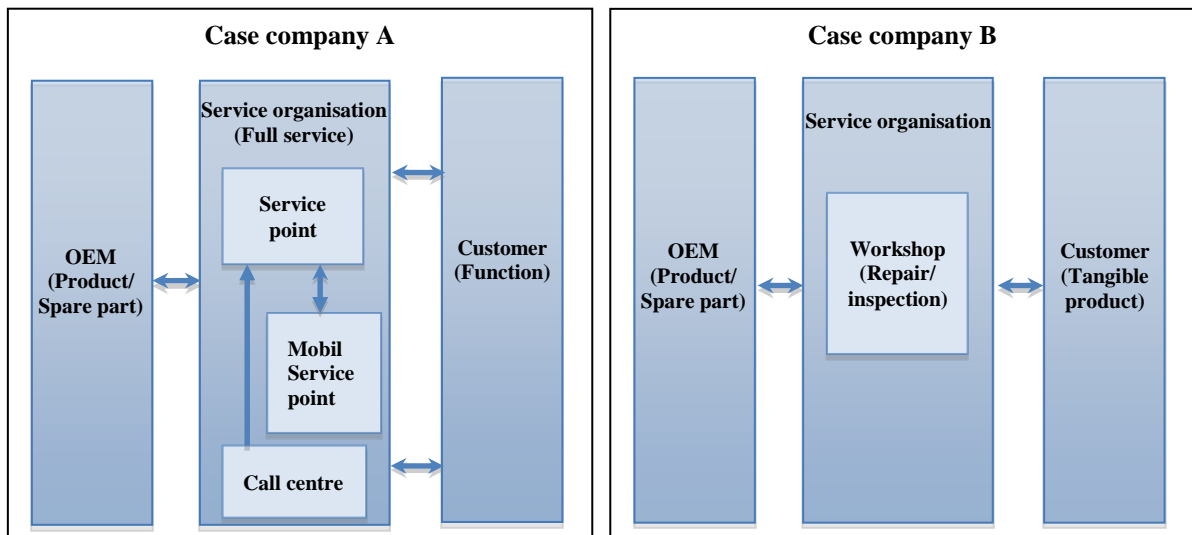 Case company A
OEM
(Product/
Spare part)
Service organisation
(Full service)
Service
point
Mobil
Service
point
Call centre
Customer
(Function)
Case company B
OEM
(Product/
Spare part)
Service organisation
Workshop
(Repair/
inspection)
Customer
(Tangible
product)